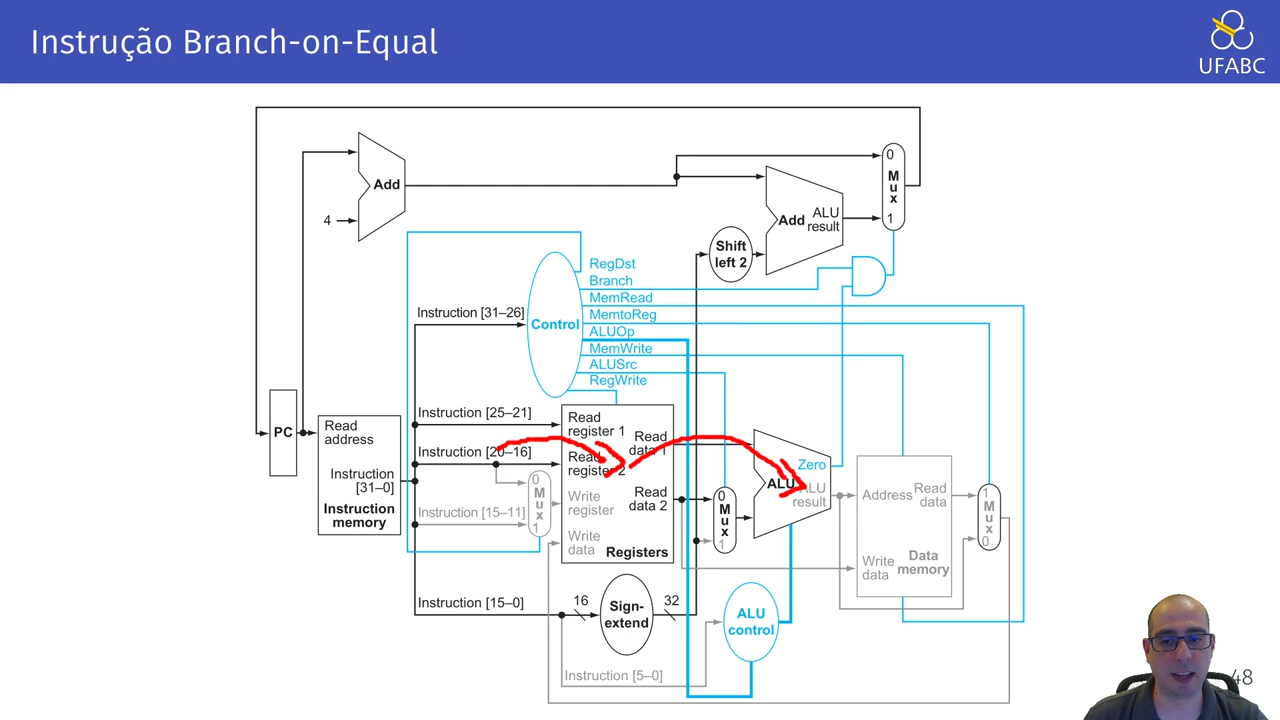 Instrução Branch-on-Equal
UFABC
Add
4
Add
ALU
result
0
M
u
x
1
Shift
left 2
RegDst
Branch
MemRead
MemtoReg
ALUOp
MemWrite
ALUSrc
RegWrite
Control
Instruction [31–26]
PC
Read
address
Instruction
[31–0]
Instruction
memory
Instruction [25–21]
Instruction [20–16]
Instruction [15–11]
Instruction [15–0]
0
M
u
x
1
Read
register 1
Read
register 2
Write
register
Write
data
Read
data 1
Read
data 2
Registers
0
M
u
x
1
Zero
ALU
ALU
result
Address
Read
data
Write
data
Data
memory
1
M
u
x
0
16
Sign-
extend
32
ALU
control
Instruction [5–0]
48